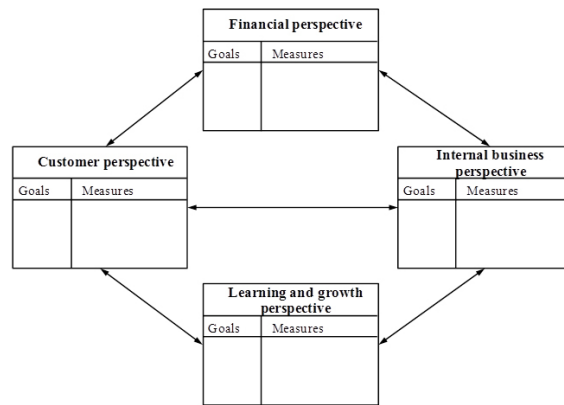 Financial perspective
Goals Measures
Customer perspective
Goals Measures
Internal business
perspective
Goals Measures
Learning and growth
perspective
Goals Measures